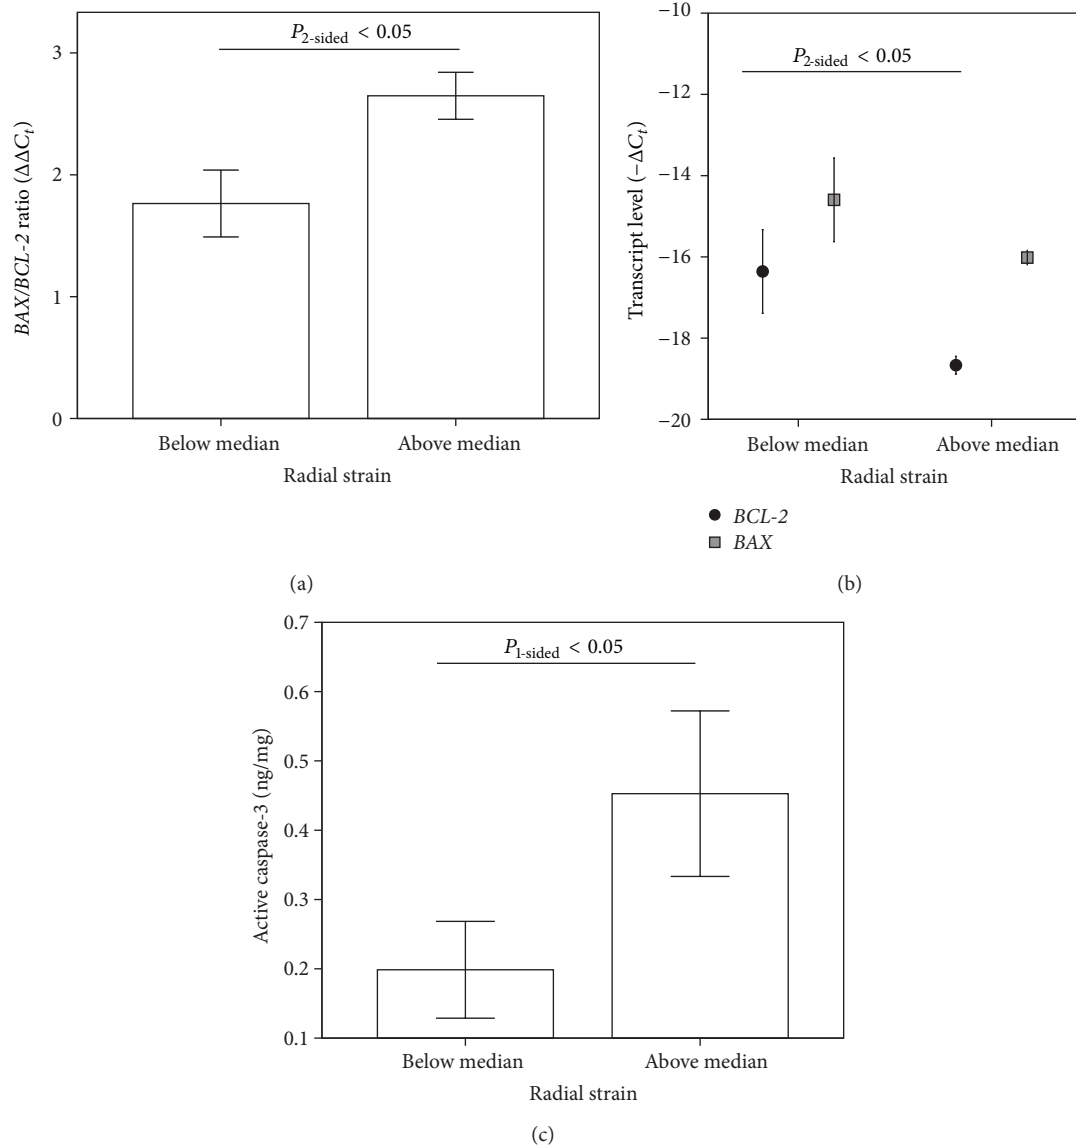 P2-sided < 0.05
BAX/BCL-2 ratio (ΔΔCt)
3
2
1
0
Below median
Above median
Radial strain
(a)
P2-sided < 0.05
Transcript level (−ΔCt)
−10
−12
−14
−16
−18
−20
Below median
Above median
Radial strain
BCL-2
BAX
(b)
P1-sided < 0.05
Active caspase-3 (ng/mg)
0.7
0.6
0.5
0.4
0.3
0.2
0.1
Below median
Above median
Radial strain
(c)